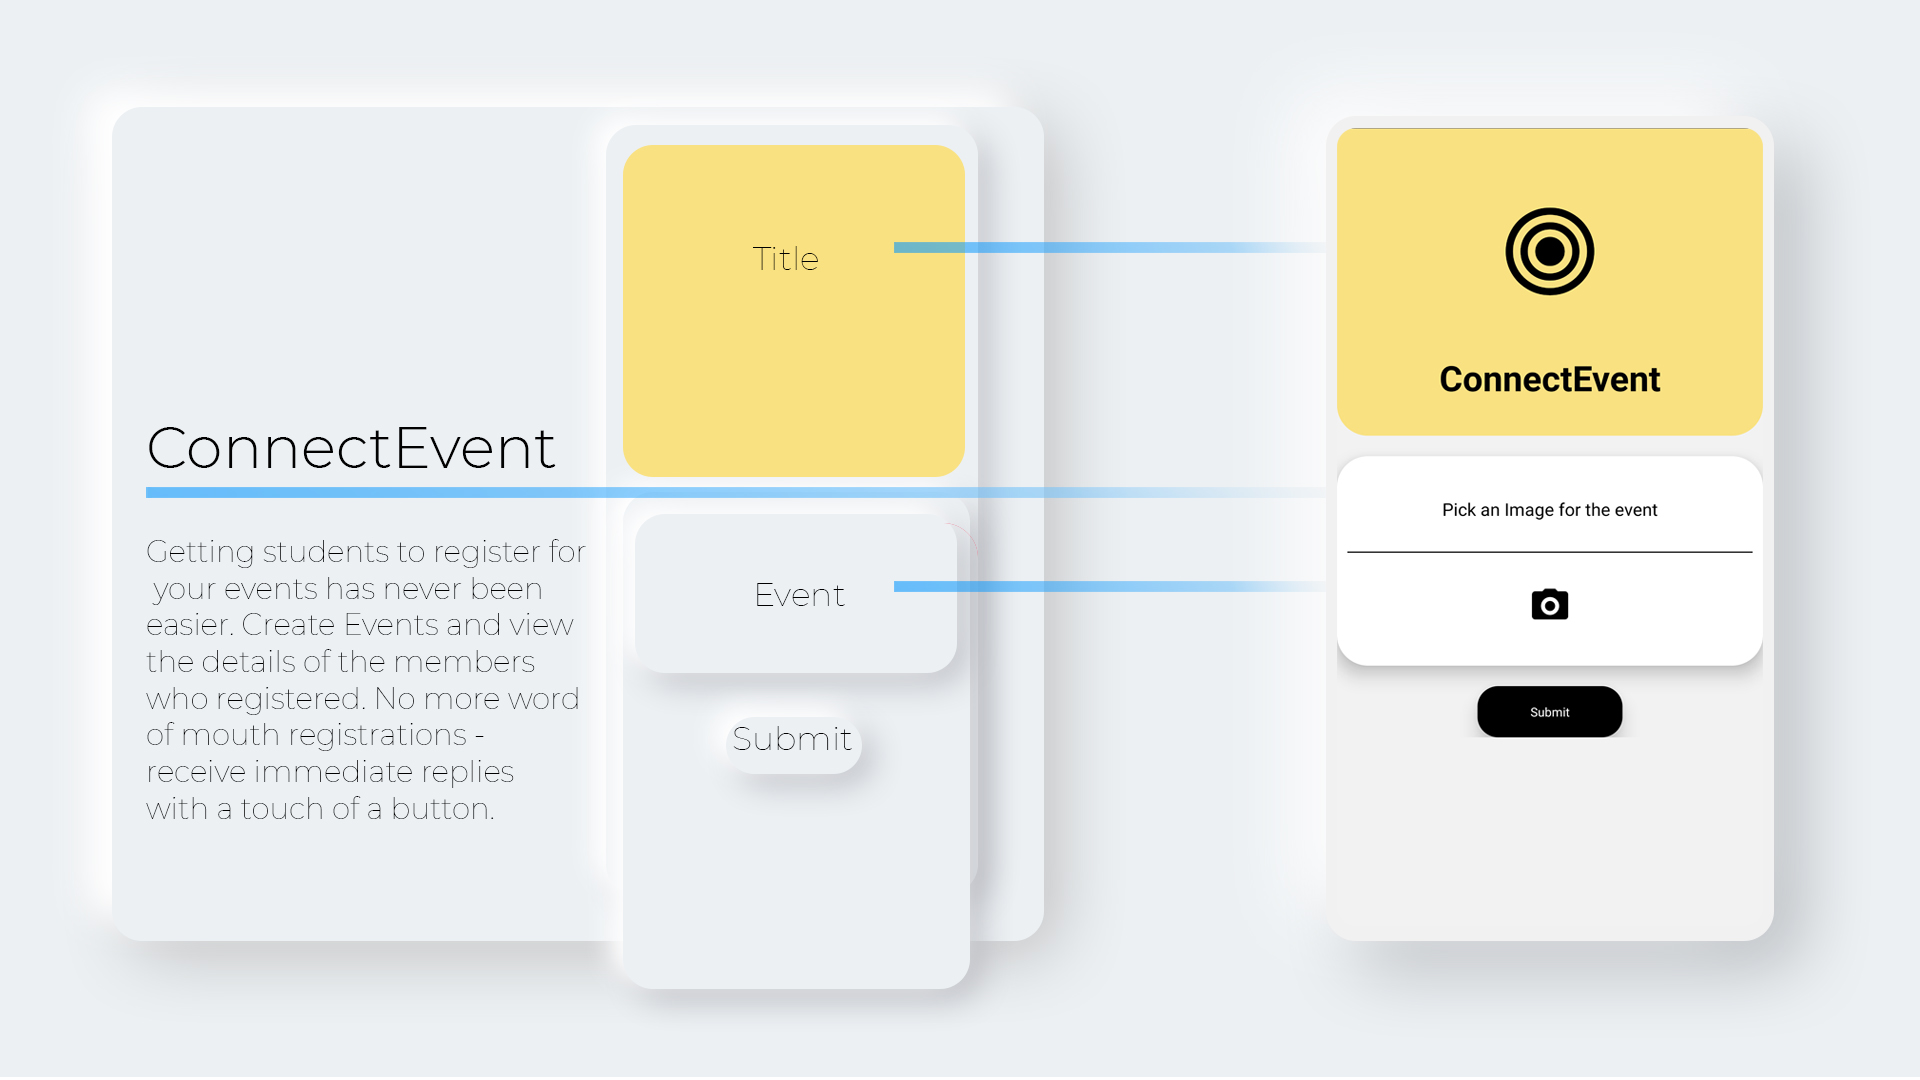 ConnectEvent
Getting students to register for
your events has never been
easier. Create Events and view
the details of the members
who registered. No more word
of mouth registrations -
receive immediate replies
with a touch of a button.
Title
Event
Submit
ConnectEvent
Pick an Image for the event
Submit